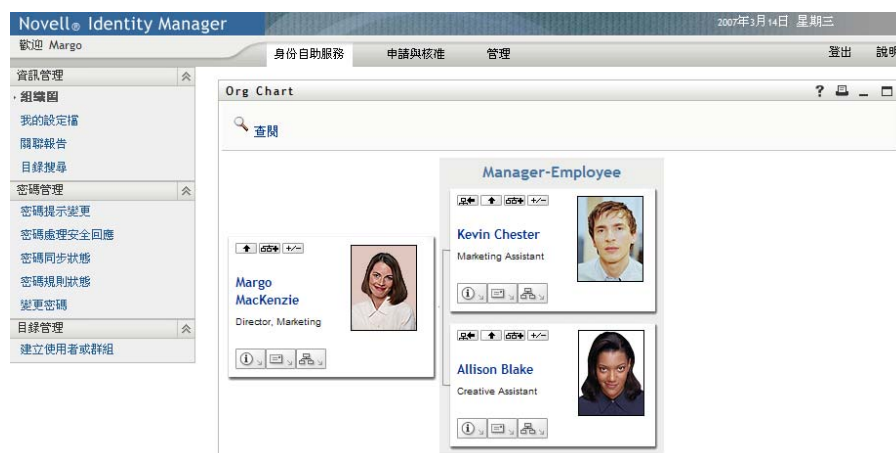 Novell® Identity Manager
2007年3月14日 星期三
歡迎 Margo
身份自助服務
申請與核准
管理
登出
說明
資訊管理
組織圖
我的設定檔
關聯報告
目錄搜尋
密碼管理
密碼提示變更
密碼處理安全回應
密碼同步狀態
密碼規則狀態
變更密碼
目錄管理
建立使用者或群組
Org Chart
查閱
Margo
MacKenzie
Director, Marketing
Manager-Employee
Kevin Chester
Marketing Assistant
Allison Blake
Creative Assistant